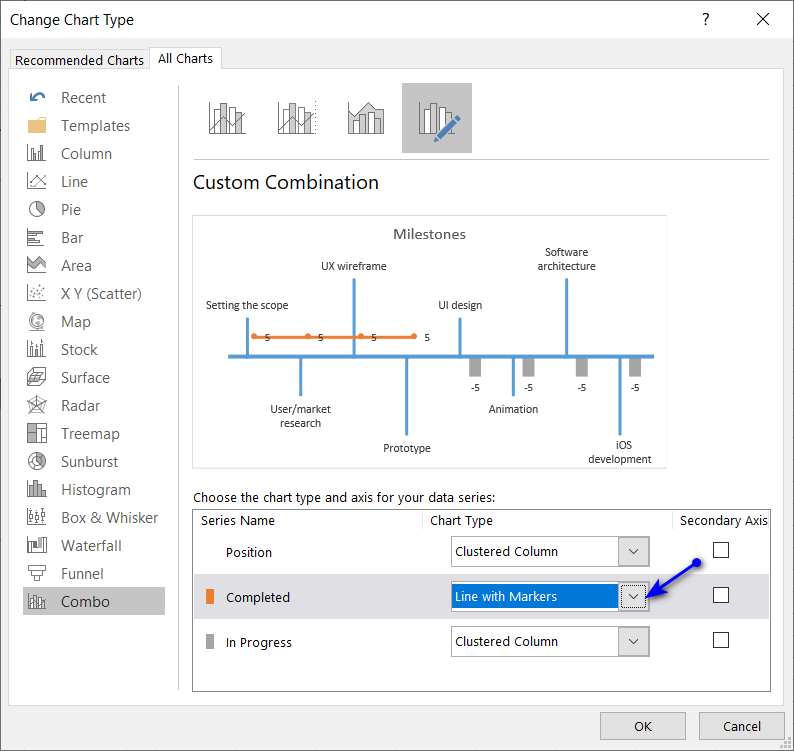 Change Chart Type
?
Recommended Charts
All Charts
Recent
Templates
Column
Line
Pie
Bar
Area
X Y (Scatter)
Map
Stock
Surface
Radar
Treemap
Sunburst
Histogram
Box & Whisker
Waterfall
Funnel
Combo
Custom Combination
Milestones
Software
architecture
UX wireframe
Setting the scope
UI design
5 5 5 5
-5 -5 -5 -5
User/market
research
Animation
Prototype
iOS
development
Choose the chart type and axis for your data series:
Series Name Chart Type Secondary Axis
Position Clustered Column
Completed Line with Markers
In Progress Clustered Column
OK Cancel